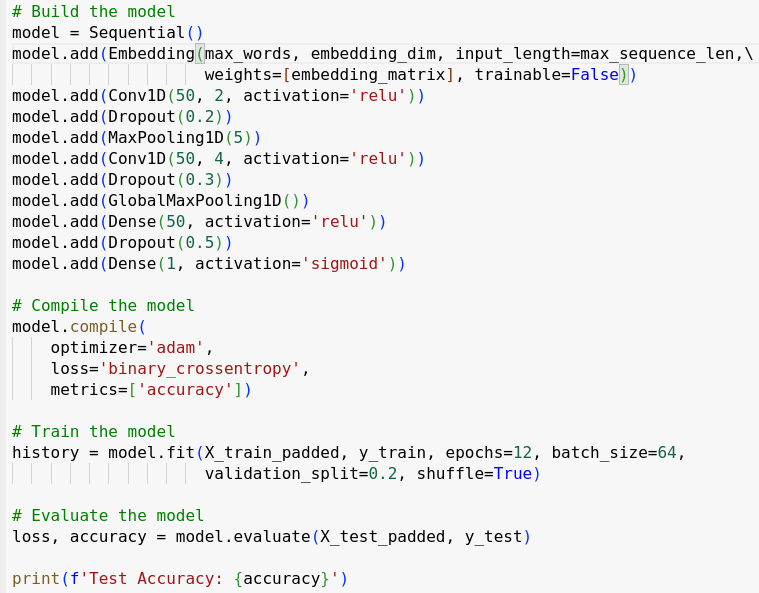 # Build the model
model = Sequential()
model.add(Embedding(max_words, embedding_dim, input_length=max_sequence_len,\
                    weights=[embedding_matrix], trainable=False))
model.add(Conv1D(50, 2, activation='relu'))
model.add(Dropout(0.2))
model.add(MaxPooling1D(5))
model.add(Conv1D(50, 4, activation='relu'))
model.add(Dropout(0.3))
model.add(GlobalMaxPooling1D())
model.add(Dense(50, activation='relu'))
model.add(Dropout(0.5))
model.add(Dense(1, activation='sigmoid'))

# Compile the model
model.compile(
    optimizer='adam',
    loss='binary_crossentropy',
    metrics=['accuracy'])

# Train the model
history = model.fit(X_train_padded, y_train, epochs=12, batch_size=64,
                    validation_split=0.2, shuffle=True)

# Evaluate the model
loss, accuracy = model.evaluate(X_test_padded, y_test)

print(f'Test Accuracy: {accuracy}')